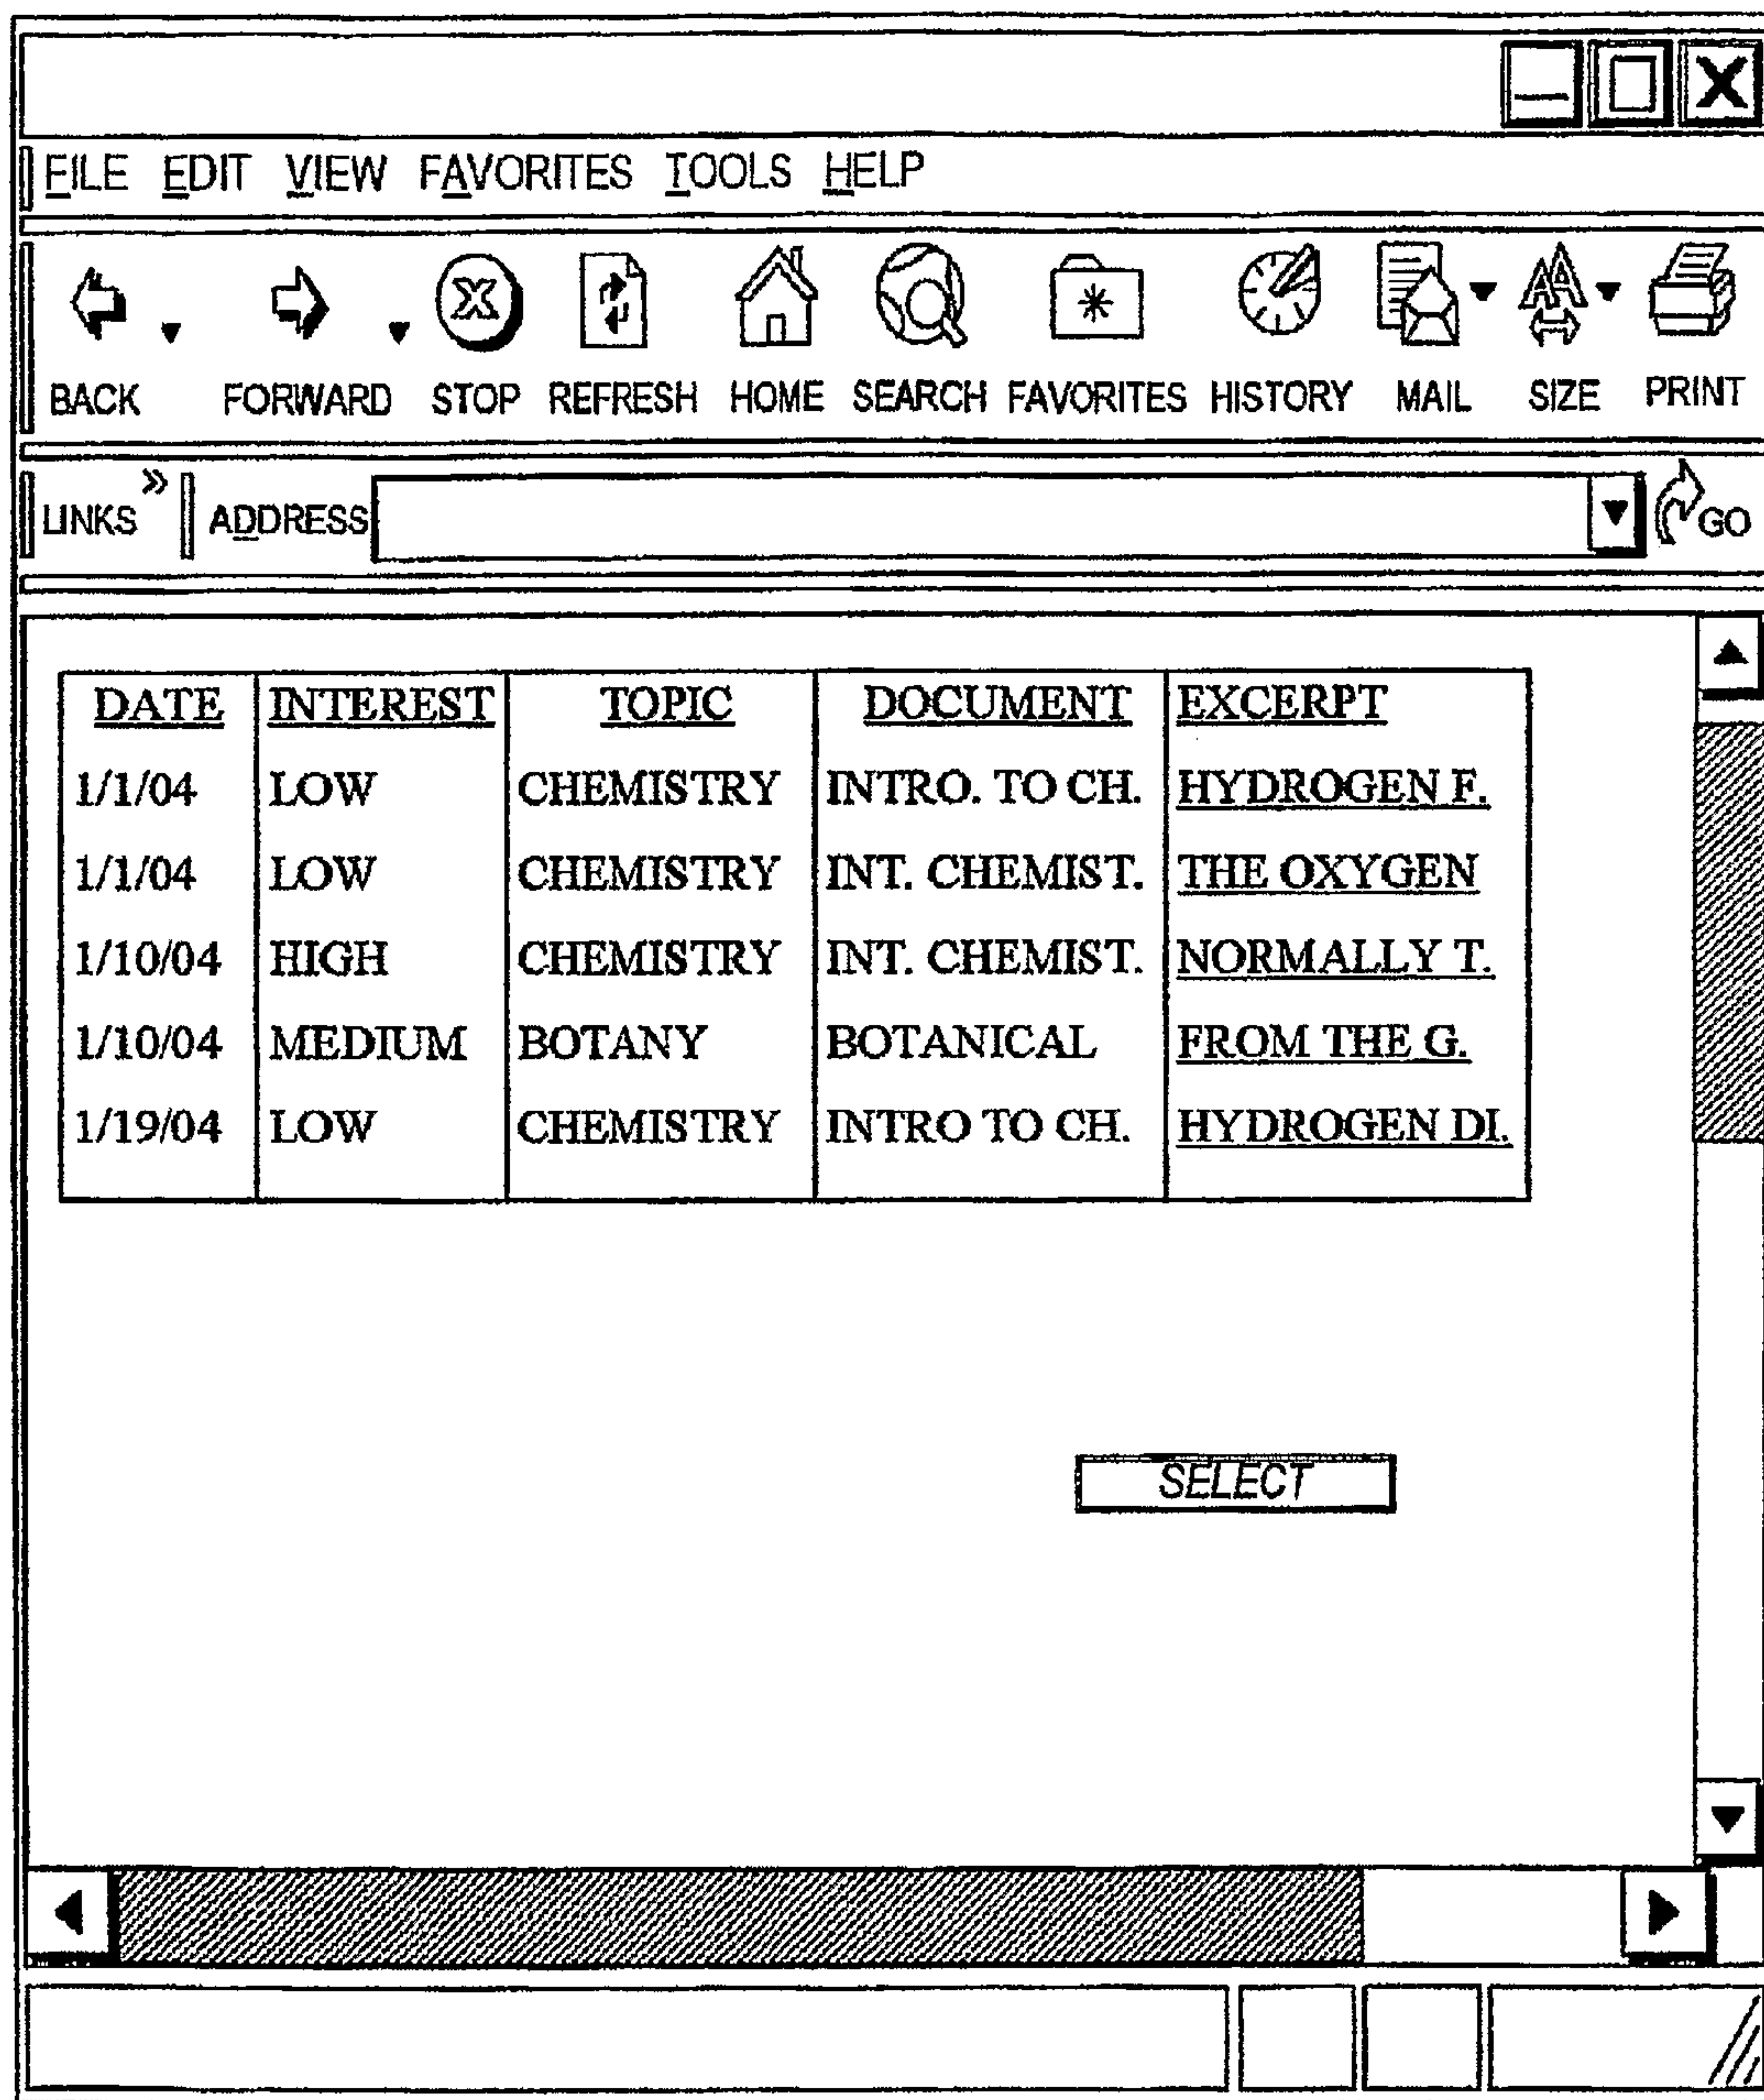 FILE EDIT VIEW FAVORITES TOOLS HELP
BACK FORWARD STOP REFRESH HOME SEARCH FAVORITES HISTORY MAIL SIZE PRINT
LINKS » ADDRESS GO
DATE INTEREST TOPIC DOCUMENT EXCERPT
1/1/04 LOW CHEMISTRY INTRO. TO CH. HYDROGEN F.
1/1/04 LOW CHEMISTRY INT. CHEMIST. THE OXYGEN
1/10/04 HIGH CHEMISTRY INT. CHEMIST. NORMALLY T.
1/10/04 MEDIUM BOTANY BOTANICAL FROM THE G.
1/19/04 LOW CHEMISTRY INTRO TO CH. HYDROGEN DI.
SELECT